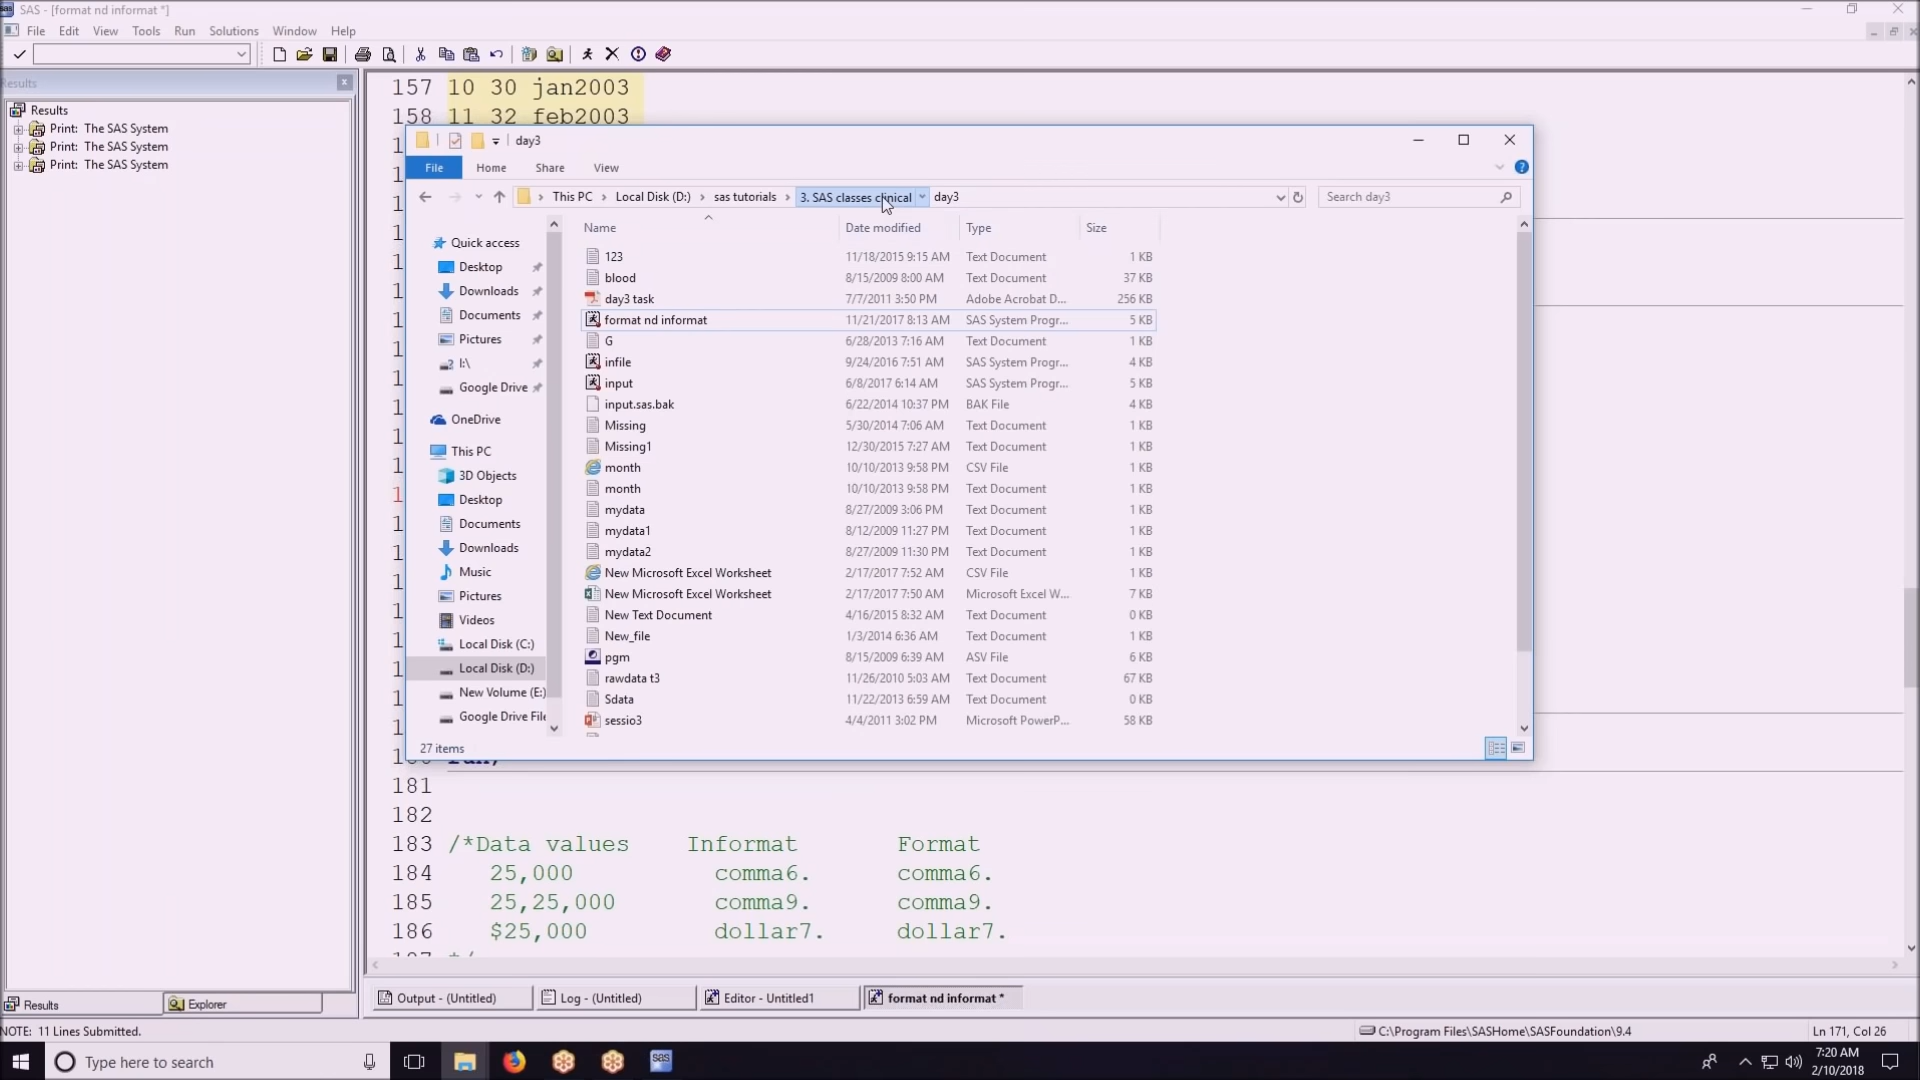 SAS - [format nd informat *]
File Edit View Tools Run Solutions Window Help
Results
Results
Print: The SAS System
Print: The SAS System
Print: The SAS System
157 10 30 jan2003
158 11 32 feb2003
day3
File Home Share View
This PC Local Disk (D:) sas tutorials 3. SAS classes clinical day3
Search day3
Name Date modified Type Size
Quick access
Desktop
Downloads
Documents
Pictures
I:\
Google Drive
OneDrive
This PC
3D Objects
Desktop
Documents
Downloads
Music
Pictures
Videos
Local Disk (C:)
Local Disk (D:)
New Volume (E:)
Google Drive File
123 11/18/2015 9:15 AM Text Document 1 KB
blood 8/15/2009 8:00 AM Text Document 37 KB
day3 task 7/7/2011 3:50 PM Adobe Acrobat D... 256 KB
format nd informat 11/21/2017 8:13 AM SAS System Progr... 5 KB
G 6/28/2013 7:16 AM Text Document 1 KB
infile 9/24/2016 7:51 AM SAS System Progr... 4 KB
input 6/8/2017 6:14 AM SAS System Progr... 5 KB
input.sas.bak 6/22/2014 10:37 PM BAK File 4 KB
Missing 5/30/2014 7:06 AM Text Document 1 KB
Missing1 12/30/2015 7:27 AM Text Document 1 KB
month 10/10/2013 9:58 PM CSV File 1 KB
month 10/10/2013 9:58 PM Text Document 1 KB
mydata 8/27/2009 3:06 PM Text Document 1 KB
mydata1 8/12/2009 11:27 PM Text Document 1 KB
mydata2 8/27/2009 11:30 PM Text Document 1 KB
New Microsoft Excel Worksheet 2/17/2017 7:52 AM CSV File 1 KB
New Microsoft Excel Worksheet 2/17/2017 7:50 AM Microsoft Excel W... 7 KB
New Text Document 4/16/2015 8:32 AM Text Document 0 KB
New_file 1/3/2014 6:36 AM Text Document 1 KB
pgm 8/15/2009 6:39 AM ASV File 6 KB
rawdata t3 11/26/2010 5:03 AM Text Document 67 KB
Sdata 11/22/2013 6:59 AM Text Document 0 KB
sessio3 4/4/2011 3:02 PM Microsoft PowerP... 58 KB
27 items
181
182
183 /*Data values Informat Format
184 25,000 comma6. comma6.
185 25,25,000 comma9. comma9.
186 $25,000 dollar7. dollar7.
Results Explorer
Output - (Untitled) Log - (Untitled) Editor - Untitled1 format nd informat *
NOTE: 11 Lines Submitted.
C:\Program Files\SASHome\SASFoundation\9.4
Ln 171, Col 26
Type here to search
sas
7:20 AM
2/10/2018